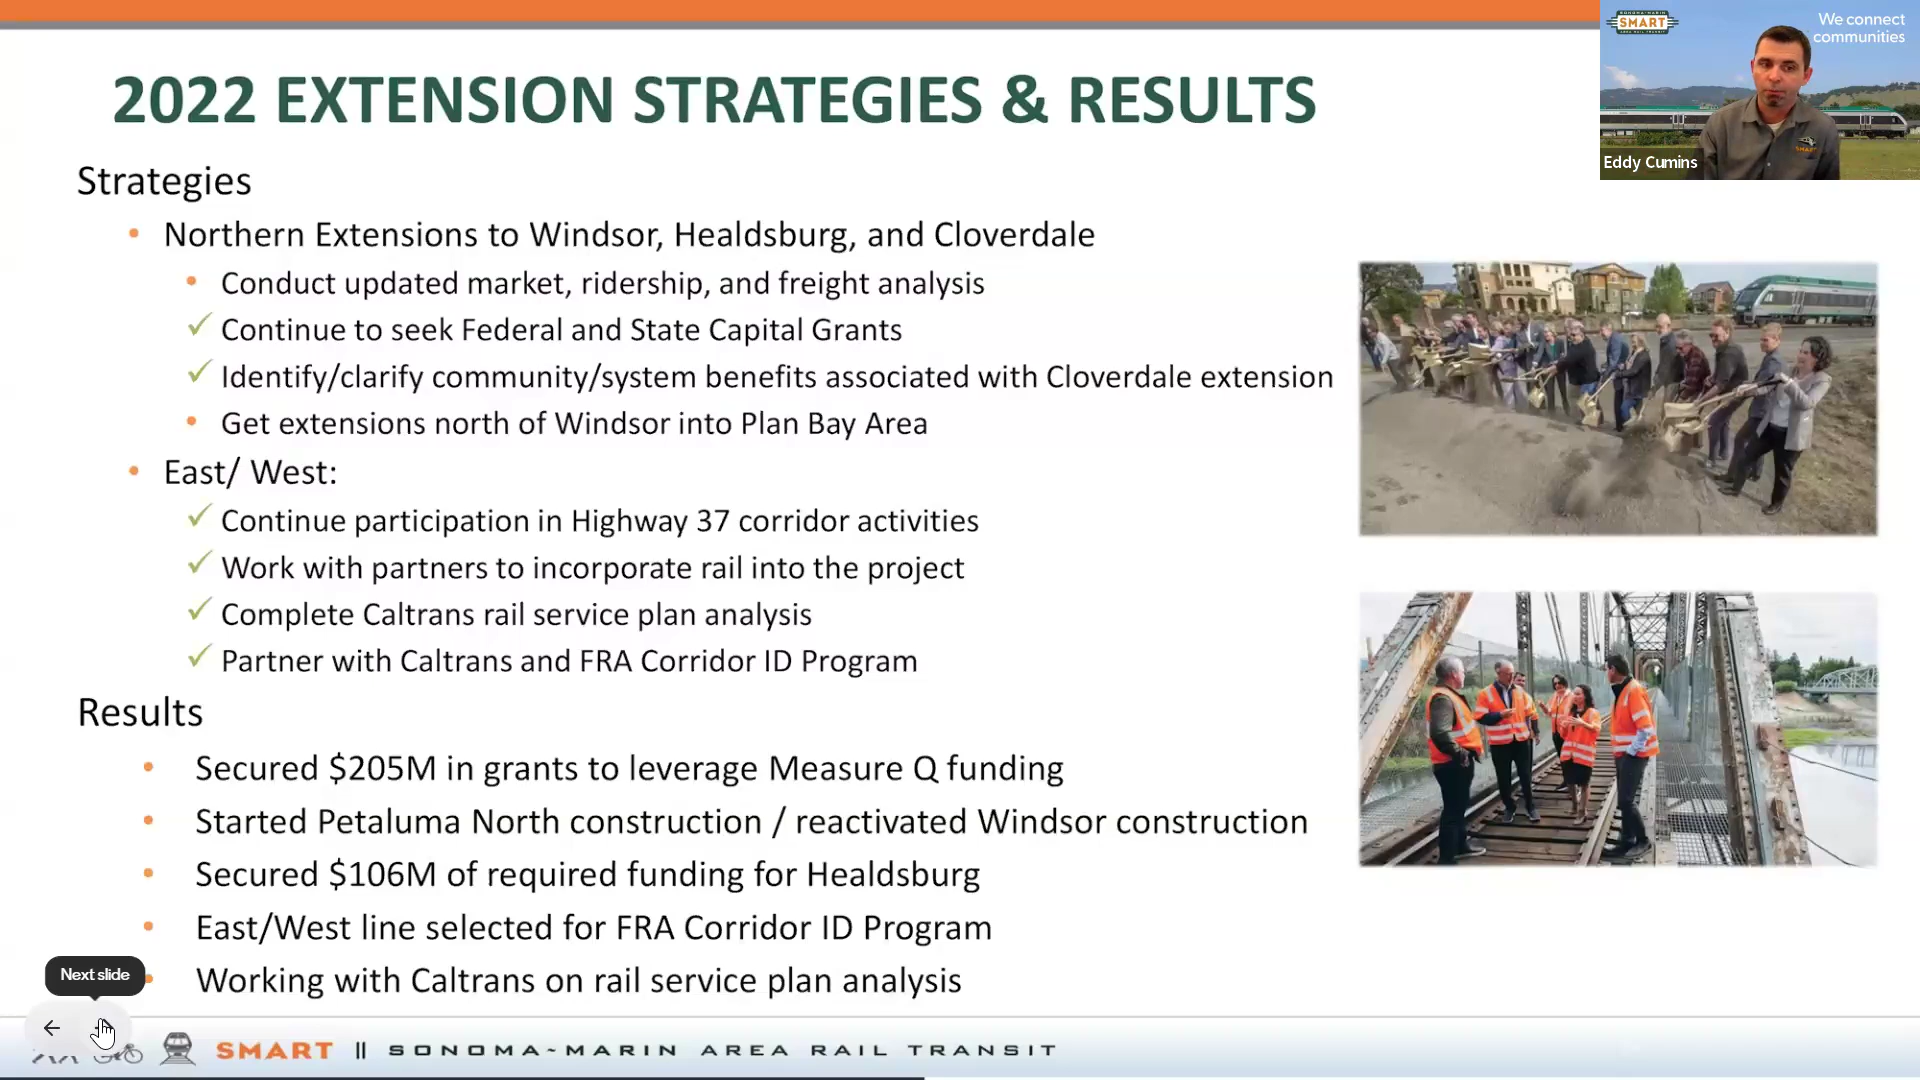 2022 EXTENSION STRATEGIES & RESULTS
Strategies
Northern Extensions to Windsor, Healdsburg, and Cloverdale
Conduct updated market, ridership, and freight analysis
Continue to seek Federal and State Capital Grants
Identify/clarify community/system benefits associated with Cloverdale extension
Get extensions north of Windsor into Plan Bay Area
East/ West:
Continue participation in Highway 37 corridor activities
Work with partners to incorporate rail into the project
Complete Caltrans rail service plan analysis
Partner with Caltrans and FRA Corridor ID Program
Results
Secured $205M in grants to leverage Measure Q funding
Started Petaluma North construction / reactivated Windsor construction
Secured $106M of required funding for Healdsburg
East/West line selected for FRA Corridor ID Program
Working with Caltrans on rail service plan analysis
Next slide
SMART || SONOMA~MARIN AREA RAIL TRANSIT
SONOMA-MARIN
SMART
AREA RAIL TRANSIT
We connect
communities
SMART
Eddy Cumins